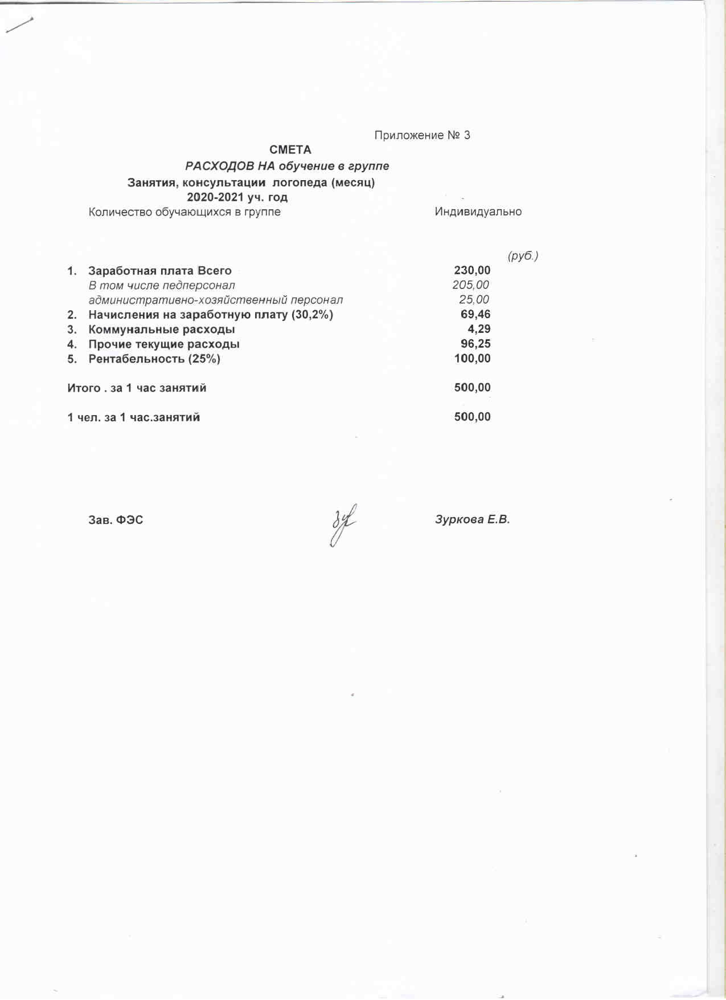 Приложение № 3
СМЕТА
РАСХОДОВ НА обучение в группе
Занятия, консультации логопеда (месяц)
2020-2021 уч. год
Количество обучающихся в группе Индивидуально
(руб.)
1. Заработная плата Всего 230,00
В том числе педперсонал 205,00
административно-хозяйственный персонал 25,00
2. Начисления на заработную плату (30,2%) 69,46
3. Коммунальные расходы 4,29
4. Прочие текущие расходы 96,25
5. Рентабельность (25%) 100,00
Итого . за 1 час занятий 500,00
1 чел. за 1 час.занятий 500,00
Зав. ФЭС Зуркова Е.В.